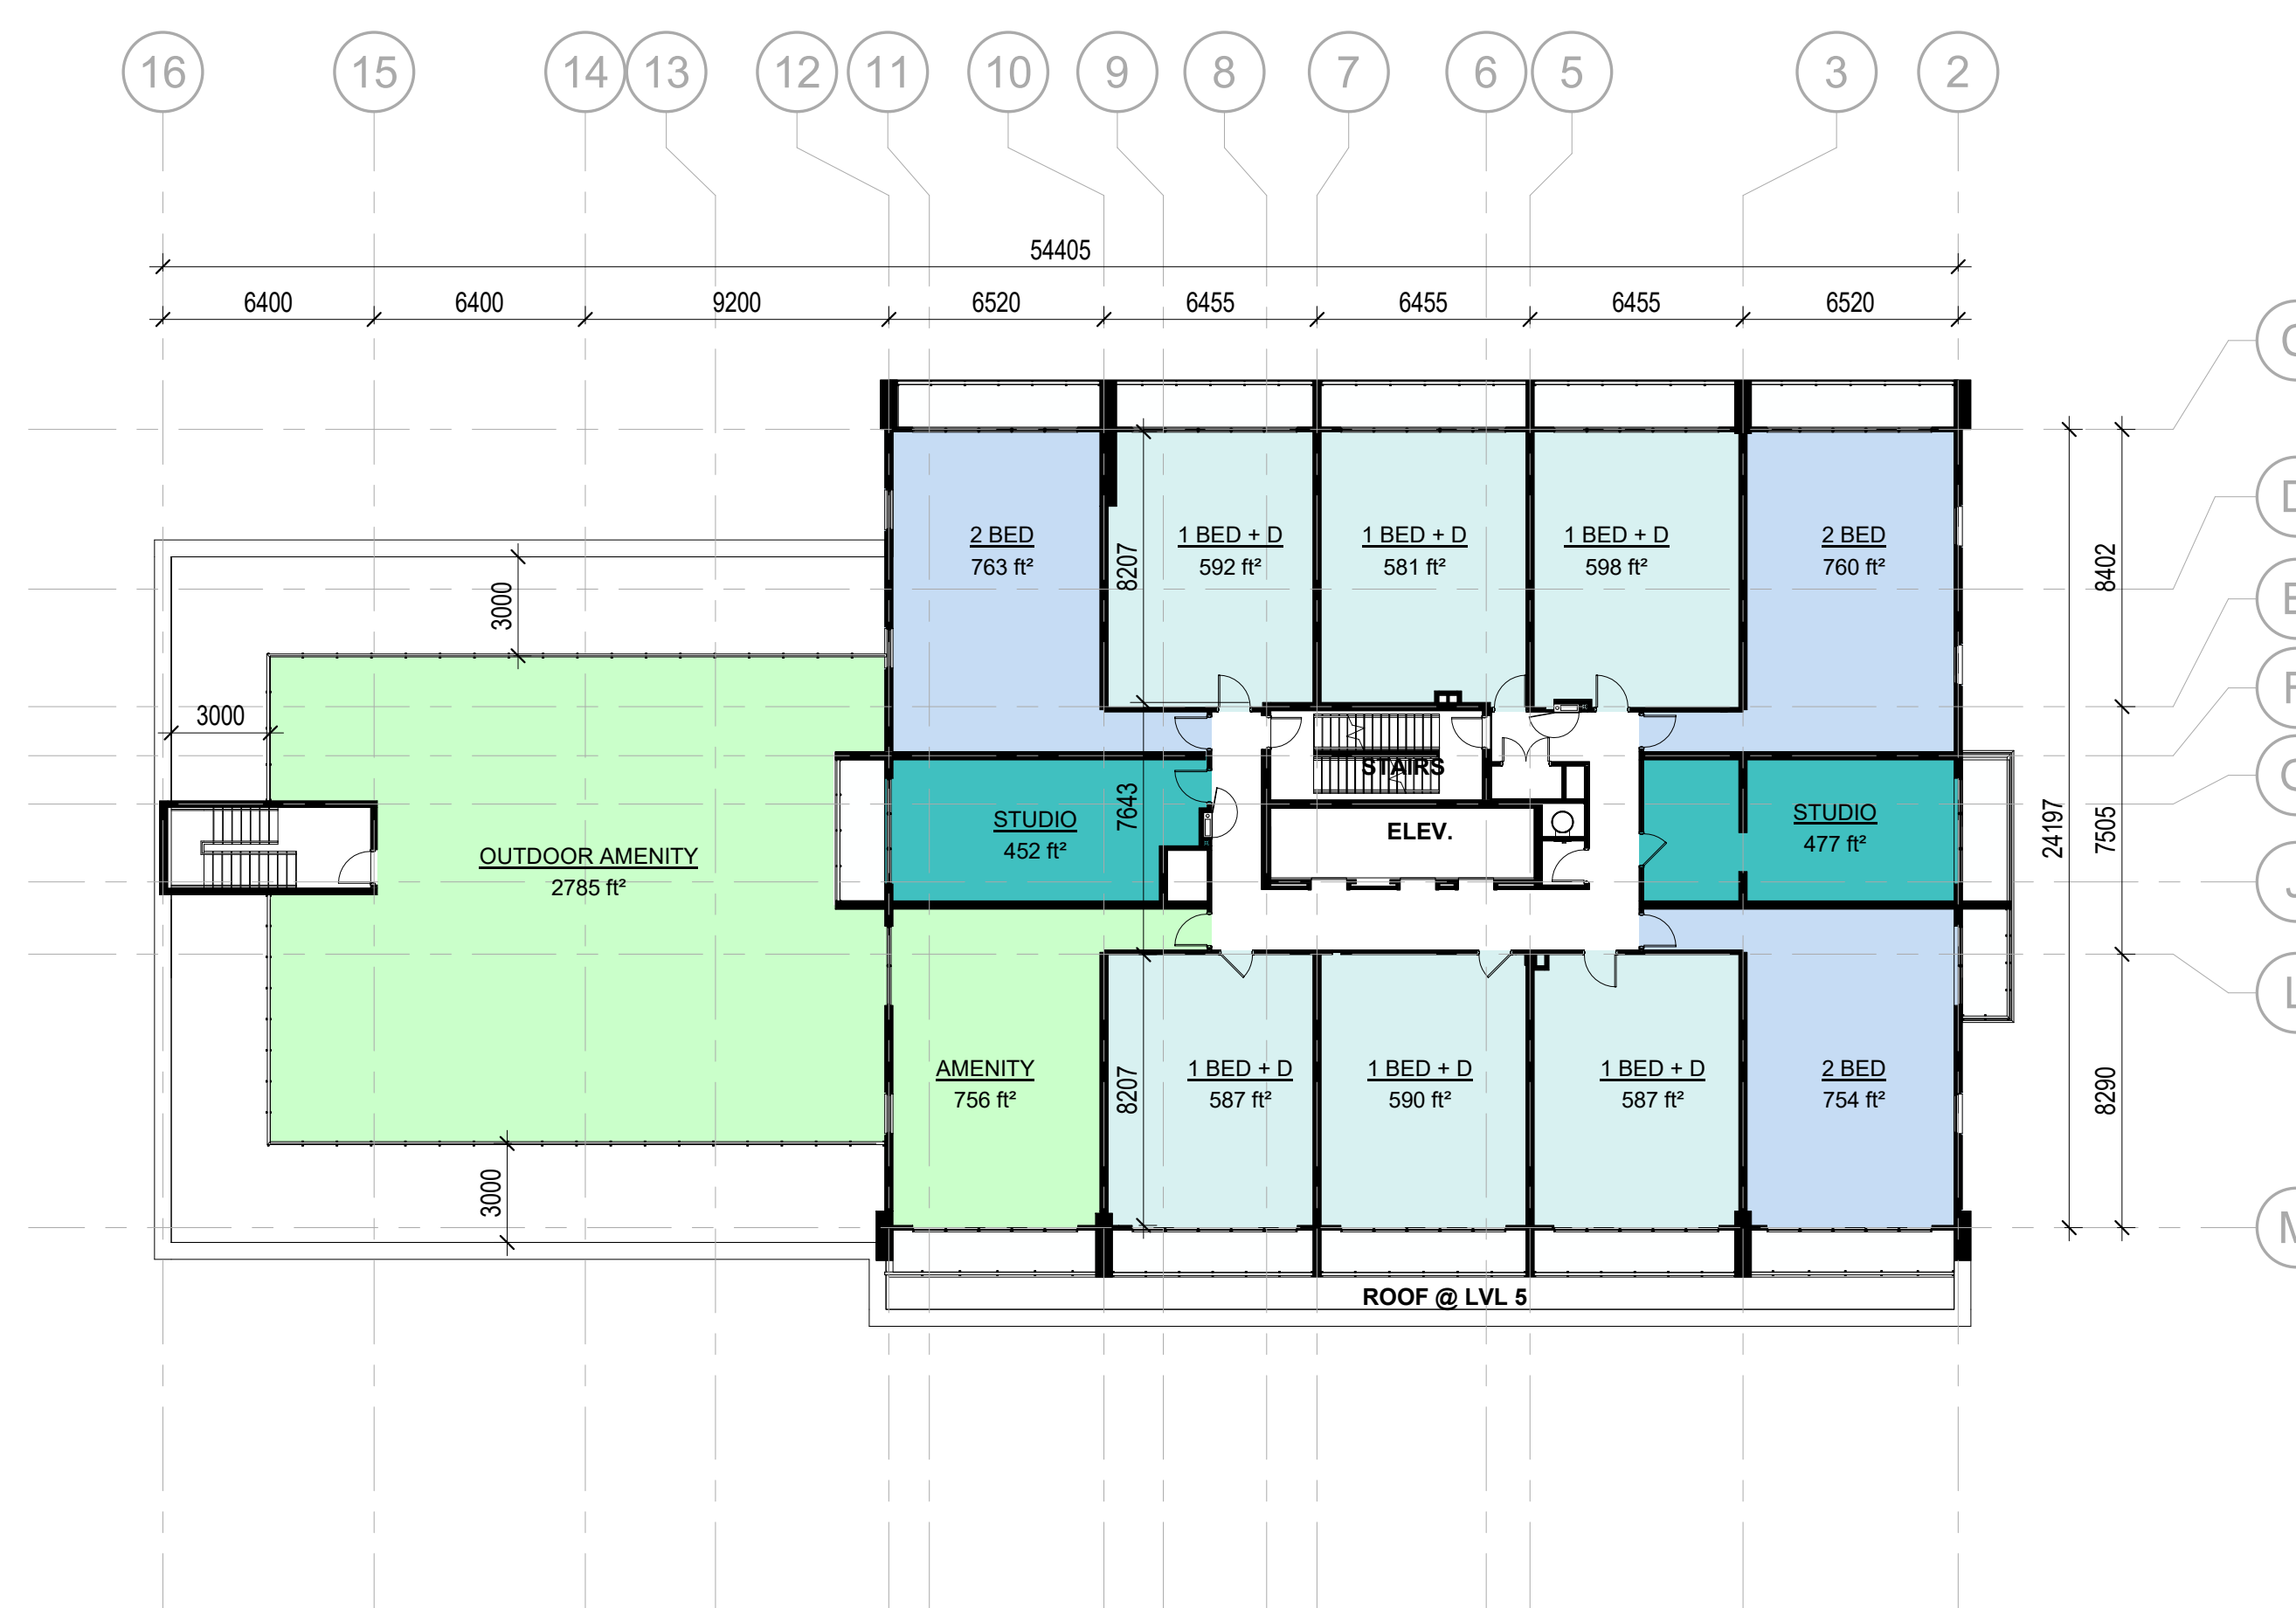 16 15 14 13 12 11 10 9 8 7 6 5 3 2
54405
6400 6400 9200 6520 6455 6455 6455 6520
2 BED
763 ft²
1 BED + D
592 ft²
1 BED + D
581 ft²
1 BED + D
598 ft²
2 BED
760 ft²
8207
8402
3000
3000
STAIRS
ELEV.
7643
STUDIO
452 ft²
STUDIO
477 ft²
24197
7505
OUTDOOR AMENITY
2785 ft²
AMENITY
756 ft²
8207
1 BED + D
587 ft²
1 BED + D
590 ft²
1 BED + D
587 ft²
2 BED
754 ft²
8290
3000
ROOF @ LVL 5